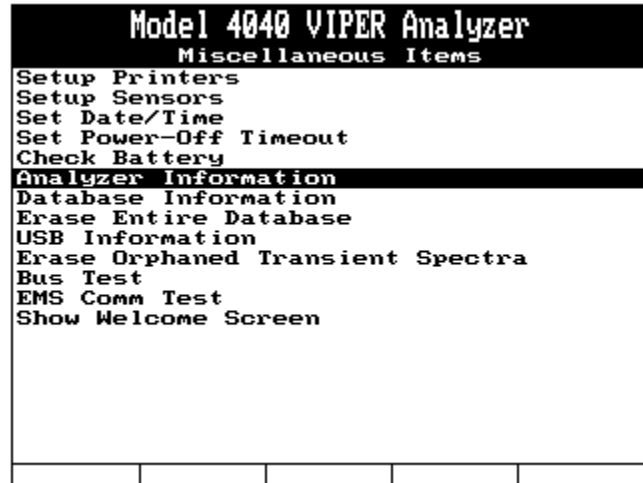 Model 4040 VIPER Analyzer
Miscellaneous Items
Setup Printers
Setup Sensors
Set Date/Time
Set Power-Off Timeout
Check Battery
Analyzer Information
Database Information
Erase Entire Database
USB Information
Erase Orphaned Transient Spectra
Bus Test
EMS Comm Test
Show Welcome Screen